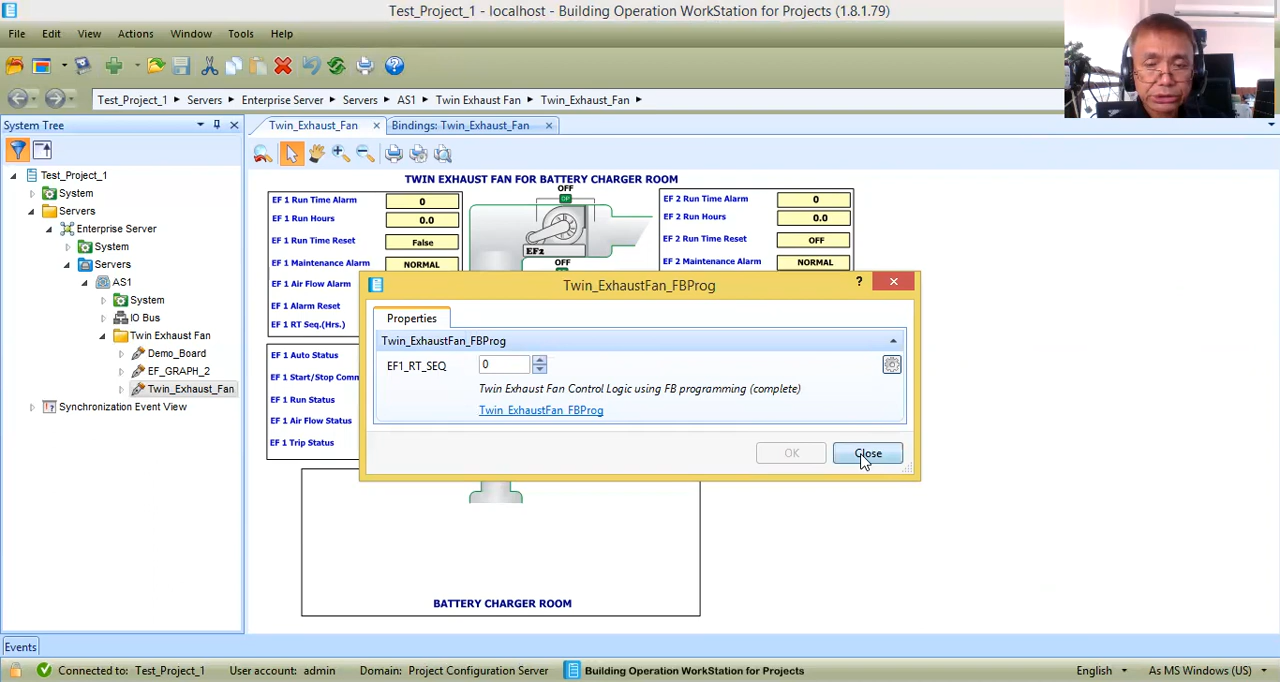 Test_Project_1 - localhost - Building Operation WorkStation for Projects (1.8.1.79)
File Edit View Actions Window Tools Help
Test_Project_1 Servers Enterprise Server Servers AS1 Twin Exhaust Fan Twin_Exhaust_Fan
System Tree
Twin_Exhaust_Fan
Bindings: Twin_Exhaust_Fan
Test_Project_1
System
Servers
Enterprise Server
System
Servers
AS1
System
IO Bus
Twin Exhaust Fan
Demo_Board
EF_GRAPH_2
Twin_Exhaust_Fan
Synchronization Event View
TWIN EXHAUST FAN FOR BATTERY CHARGER ROOM
EF 1 Run Time Alarm 0
EF 1 Run Hours 0.0
EF 1 Run Time Reset False
EF 1 Maintenance Alarm NORMAL
EF 1 Air Flow Alarm
EF 1 Alarm Reset
EF 1 RT Seq.(Hrs.)
EF 1 Auto Status
EF 1 Start/Stop Comm
EF 1 Run Status
EF 1 Air Flow Status
EF 1 Trip Status
OFF
DP
EF2
OFF
EF 2 Run Time Alarm 0
EF 2 Run Hours 0.0
EF 2 Run Time Reset OFF
EF 2 Maintenance Alarm NORMAL
Twin_ExhaustFan_FBProg
?
Properties
Twin_ExhaustFan_FBProg
EF1_RT_SEQ 0
Twin Exhaust Fan Control Logic using FB programming (complete)
Twin_ExhaustFan_FBProg
OK Close
BATTERY CHARGER ROOM
Events
Connected to: Test_Project_1 User account: admin Domain: Project Configuration Server Building Operation WorkStation for Projects English As MS Windows (US)